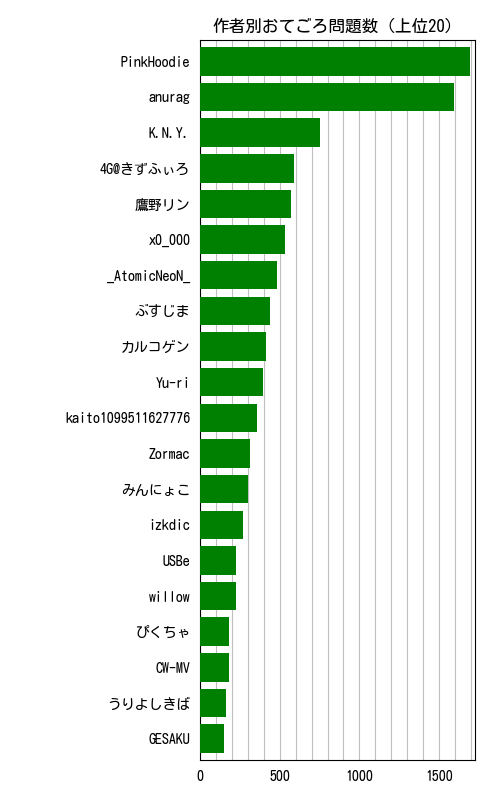 作者別おてごろ問題数（上位20）
PinkHoodie
anurag
K.N.Y.
4G@きずふぃろ
鷹野リン
x0_000
_AtomicNeoN_
ぶすじま
カルコゲン
Yu-ri
kaito1099511627776
Zormac
みんにょこ
izkdic
USBe
willow
ぴくちゃ
CW-MV
うりよしきば
GESAKU
0 500 1000 1500